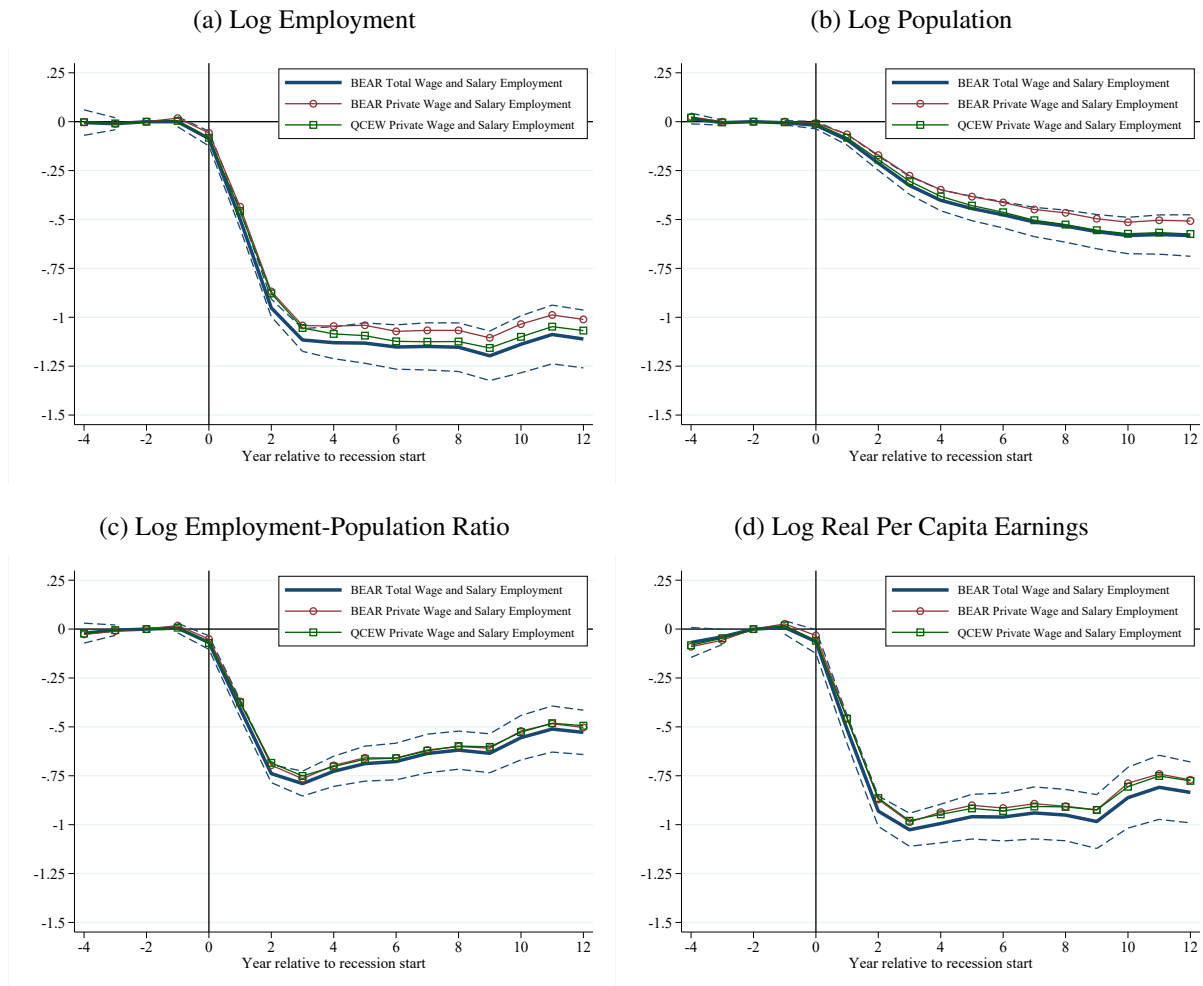 (a) Log Employment
.25
0
-.25
-.5
-.75
-1
-1.25
-1.5
BEAR Total Wage and Salary Employment
BEAR Private Wage and Salary Employment
QCEW Private Wage and Salary Employment
-4 -2 0 2 4 6 8 10 12
Year relative to recession start
(b) Log Population
.25
0
-.25
-.5
-.75
-1
-1.25
-1.5
BEAR Total Wage and Salary Employment
BEAR Private Wage and Salary Employment
QCEW Private Wage and Salary Employment
-4 -2 0 2 4 6 8 10 12
Year relative to recession start
(c) Log Employment-Population Ratio
.25
0
-.25
-.5
-.75
-1
-1.25
-1.5
BEAR Total Wage and Salary Employment
BEAR Private Wage and Salary Employment
QCEW Private Wage and Salary Employment
-4 -2 0 2 4 6 8 10 12
Year relative to recession start
(d) Log Real Per Capita Earnings
.25
0
-.25
-.5
-.75
-1
-1.25
-1.5
BEAR Total Wage and Salary Employment
BEAR Private Wage and Salary Employment
QCEW Private Wage and Salary Employment
-4 -2 0 2 4 6 8 10 12
Year relative to recession start